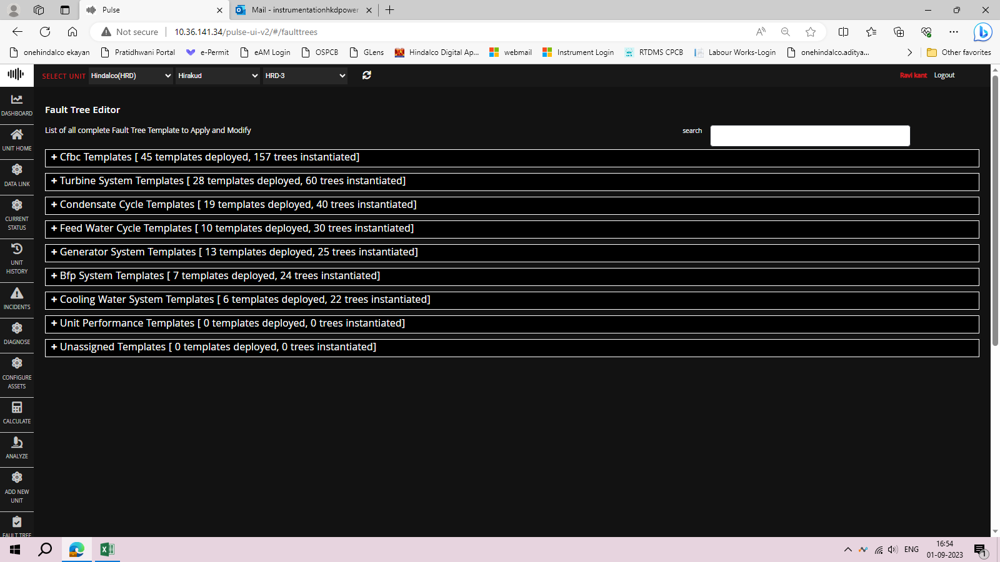 Pulse
Mail - instrumentationhkdpower
Not secure
10.36.141.34/pulse-ui-v2/#/faulttrees
onehindalco ekayan
Pratidhwani Portal
e-Permit
eAM Login
OSPCB
GLens
Hindalco Digital Ap...
webmail
Instrument Login
RTDMS CPCB
Labour Works-Login
onehindalco.aditya...
Other favorites
SELECT UNIT
Hindalco(HRD)
Hirakud
HRD-3
Ravi kant
Logout
DASHBOARD
UNIT HOME
DATA LINK
CURRENT
STATUS
UNIT
HISTORY
INCIDENTS
DIAGNOSE
CONFIGURE
ASSETS
CALCULATE
ANALYZE
ADD NEW
UNIT
FAULT TREE
Fault Tree Editor
List of all complete Fault Tree Template to Apply and Modify
search
+ Cfbc Templates [ 45 templates deployed, 157 trees instantiated]
+ Turbine System Templates [ 28 templates deployed, 60 trees instantiated]
+ Condensate Cycle Templates [ 19 templates deployed, 40 trees instantiated]
+ Feed Water Cycle Templates [ 10 templates deployed, 30 trees instantiated]
+ Generator System Templates [ 13 templates deployed, 25 trees instantiated]
+ Bfp System Templates [ 7 templates deployed, 24 trees instantiated]
+ Cooling Water System Templates [ 6 templates deployed, 22 trees instantiated]
+ Unit Performance Templates [ 0 templates deployed, 0 trees instantiated]
+ Unassigned Templates [ 0 templates deployed, 0 trees instantiated]
ENG
16:54
01-09-2023
1